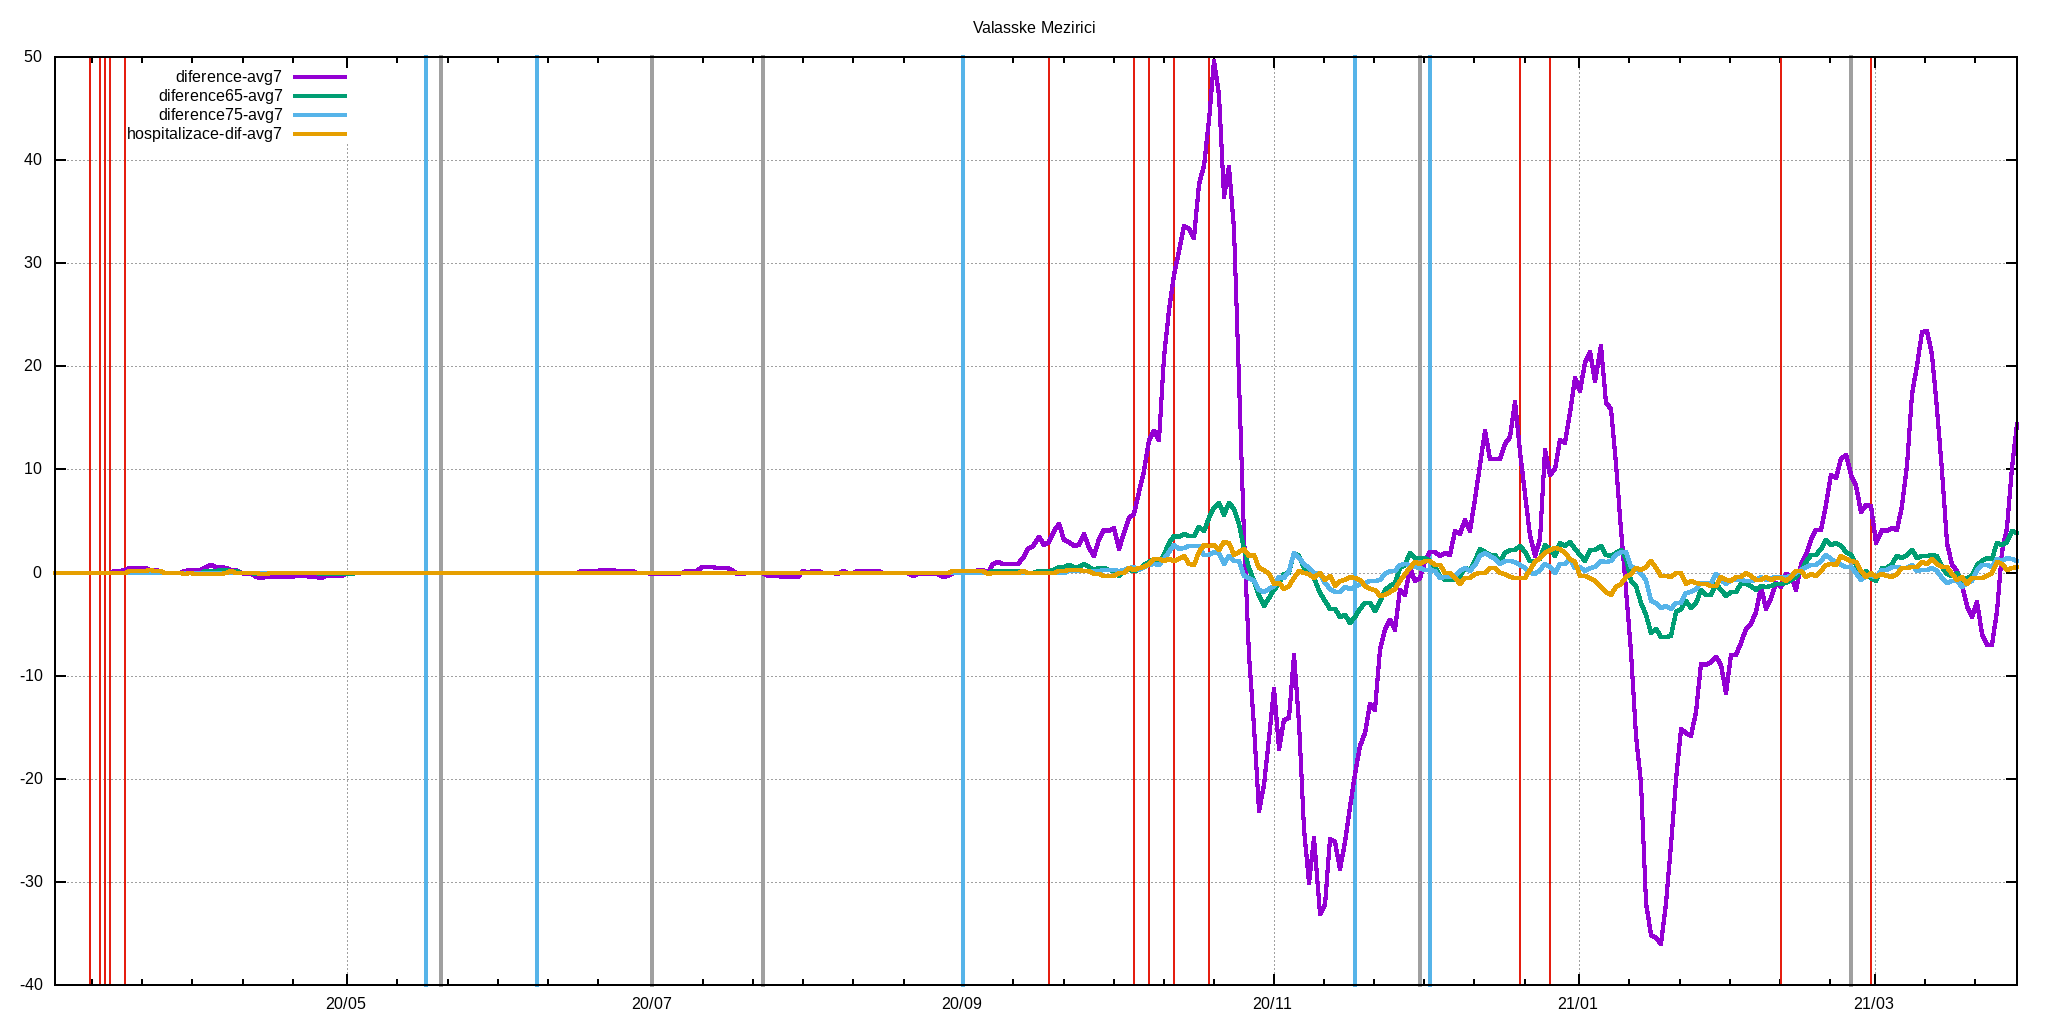 Valasske Mezirici
diference-avg7
diference65-avg7
diference75-avg7
hospitalizace-dif-avg7
50
40
30
20
10
0
-10
-20
-30
-40
20/05 20/07 20/09 20/11 21/01 21/03